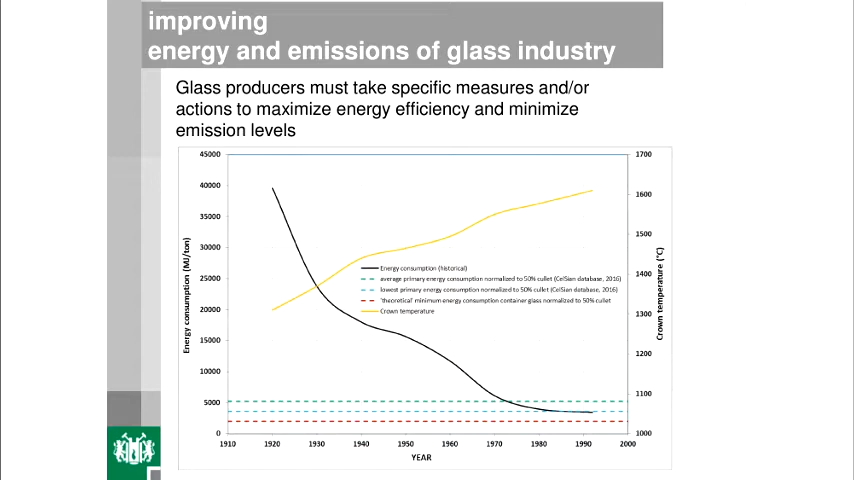 improving
energy and emissions of glass industry
Glass producers must take specific measures and/or
actions to maximize energy efficiency and minimize
emission levels
45000
40000
35000
30000
25000
20000
15000
10000
5000
0
Energy consumption (MJ/ton)
1700
1600
1500
1400
1300
1200
1100
1000
Crown temperature (°C)
Energy consumption (historical)
average primary energy consumption normalized to 50% cullet (CelSian database, 2016)
lowest primary energy consumption normalized to 50% cullet (CelSian database, 2016)
'theoretical' minimum energy consumption container glass normalized to 50% cullet
Crown temperature
1910 1920 1930 1940 1950 1960 1970 1980 1990 2000
YEAR